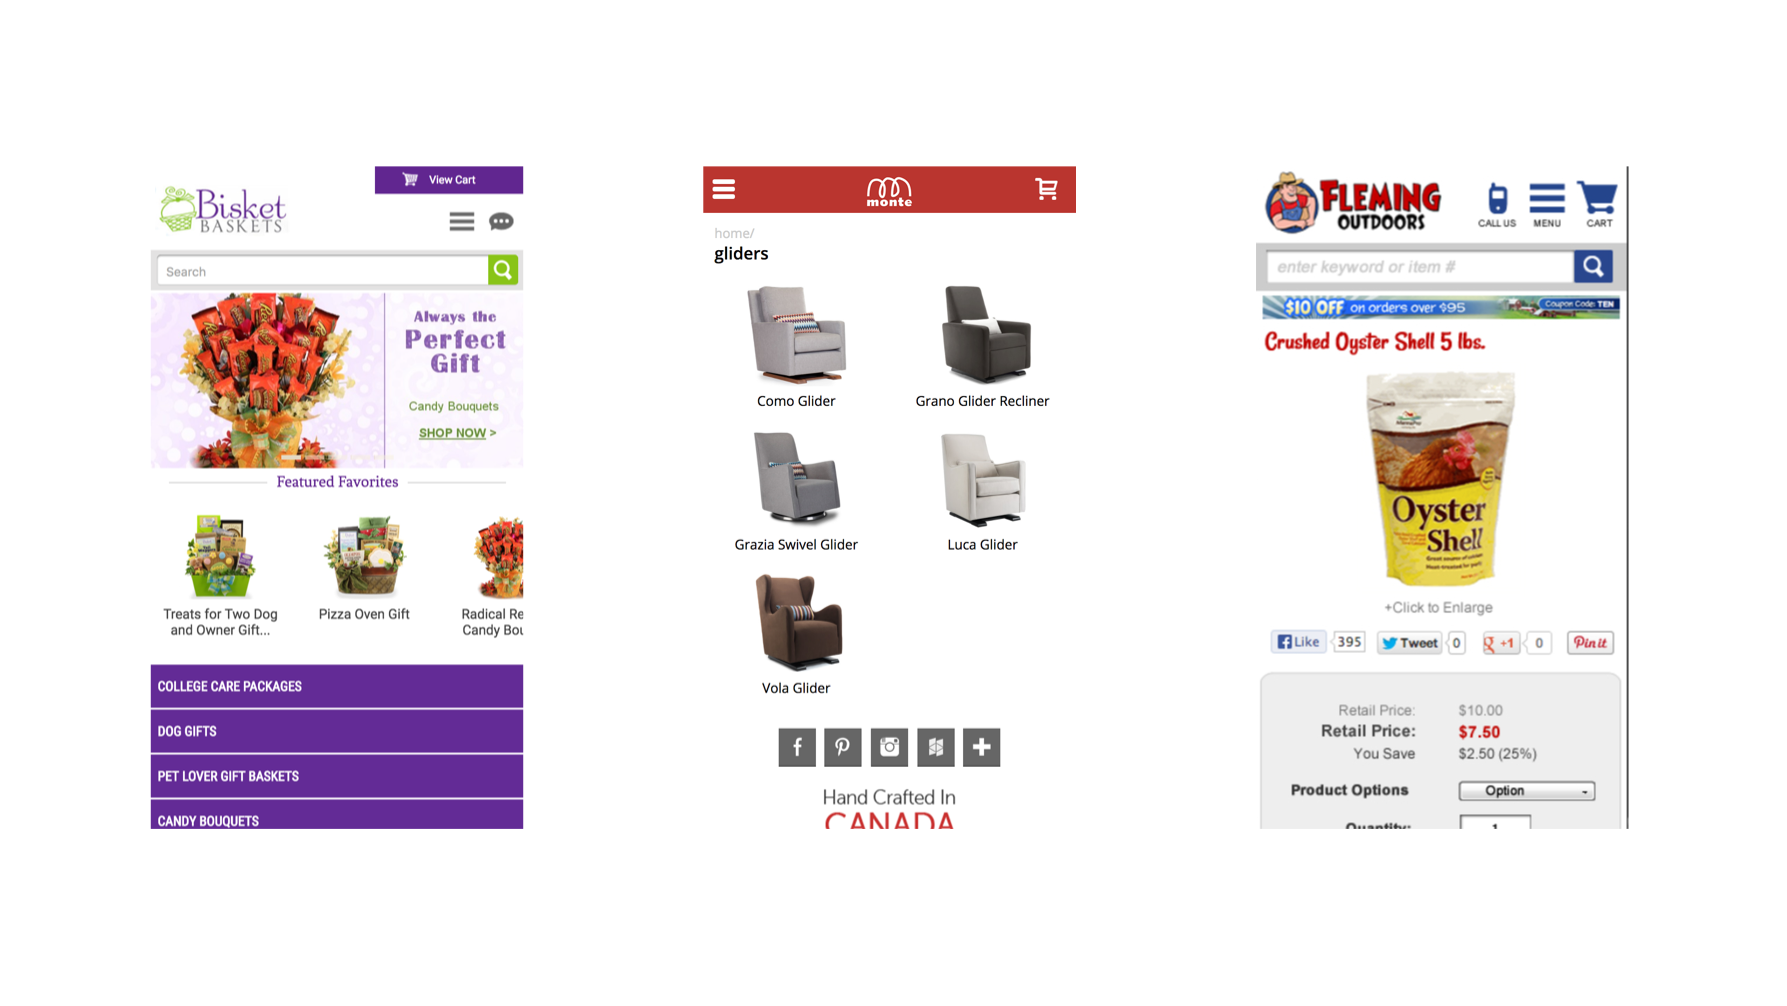 View Cart
Bisket
BASKETS
Search
Always the
Perfect
Gift
Candy Bouquets
SHOP NOW >
Featured Favorites
Treats for Two Dog
and Owner Gift...
Pizza Oven Gift
Radical Re
Candy Bou
COLLEGE CARE PACKAGES
DOG GIFTS
PET LOVER GIFT BASKETS
CANDY BOUQUETS
monte
home/
gliders
Como Glider
Grano Glider Recliner
Grazia Swivel Glider
Luca Glider
Vola Glider
Hand Crafted In
CANADA
FLEMING
OUTDOORS
CALL US
MENU
CART
enter keyword or item #
$10 OFF on orders over $95
Coupon Code: TEN
Crushed Oyster Shell 5 lbs.
Oyster
Shell
+Click to Enlarge
Like 395
Tweet 0
+1 0
Pin it
Retail Price: $10.00
Retail Price: $7.50
You Save $2.50 (25%)
Product Options Option
Quantity: 1